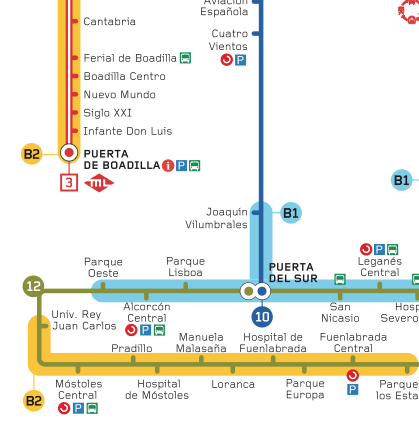 Aviación
Española
Cantabria
Cuatro
Vientos
P
Ferial de Boadilla
Boadilla Centro
Nuevo Mundo
Siglo XXI
Infante Don Luis
B2
PUERTA
DE BOADILLA i P
3
ML
B1
Joaquín
Vilumbrales
B1
Parque
Oeste
Parque
Lisboa
PUERTA
DEL SUR
P
Leganés
Central
12
10
Univ. Rey
Juan Carlos
Alcorcón
Central
P
San
Nicasio
Hosp
Severo
Pradillo
Manuela
Malasaña
Hospital de
Fuenlabrada
Fuenlabrada
Central
P
B2
Móstoles
Central
P
Hospital
de Móstoles
Loranca
Parque
Europa
Parque
los Esta